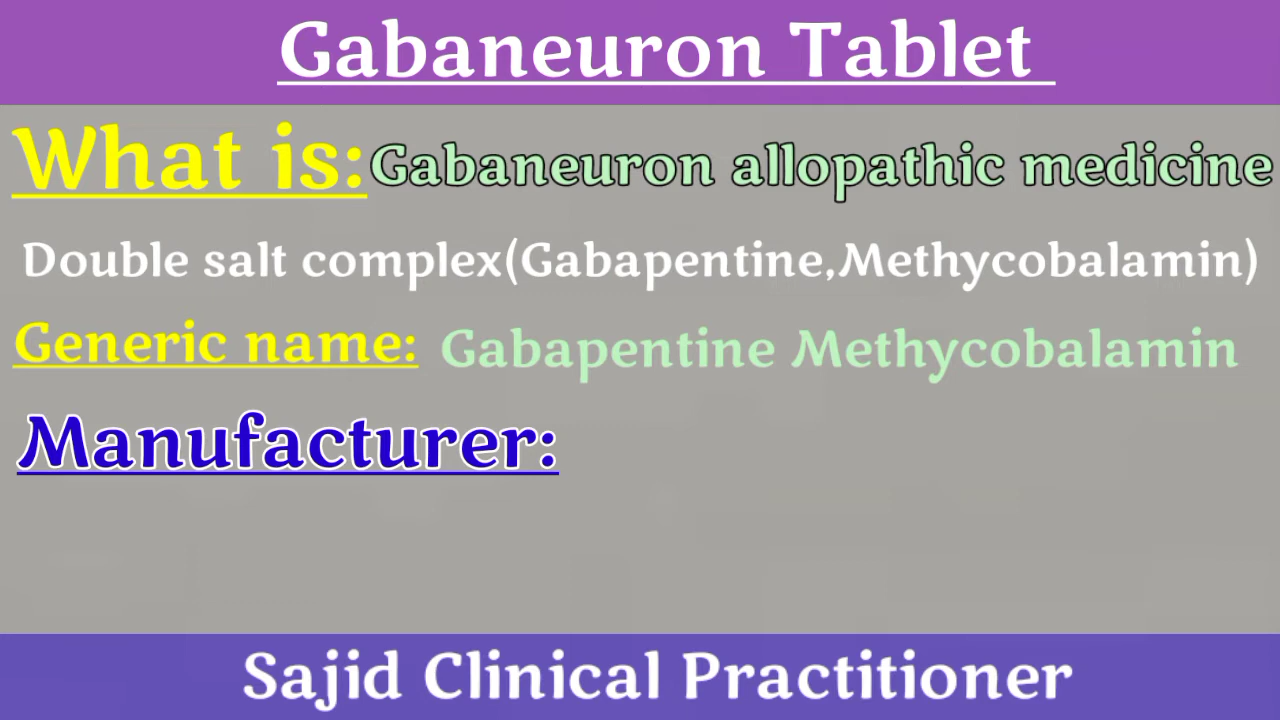 Gabaneuron Tablet
What is: Gabaneuron allopathic medicine
Double salt complex(Gabapentine,Methycobalamin)
Generic name: Gabapentine Methycobalamin
Manufacturer:
Sajid Clinical Practitioner